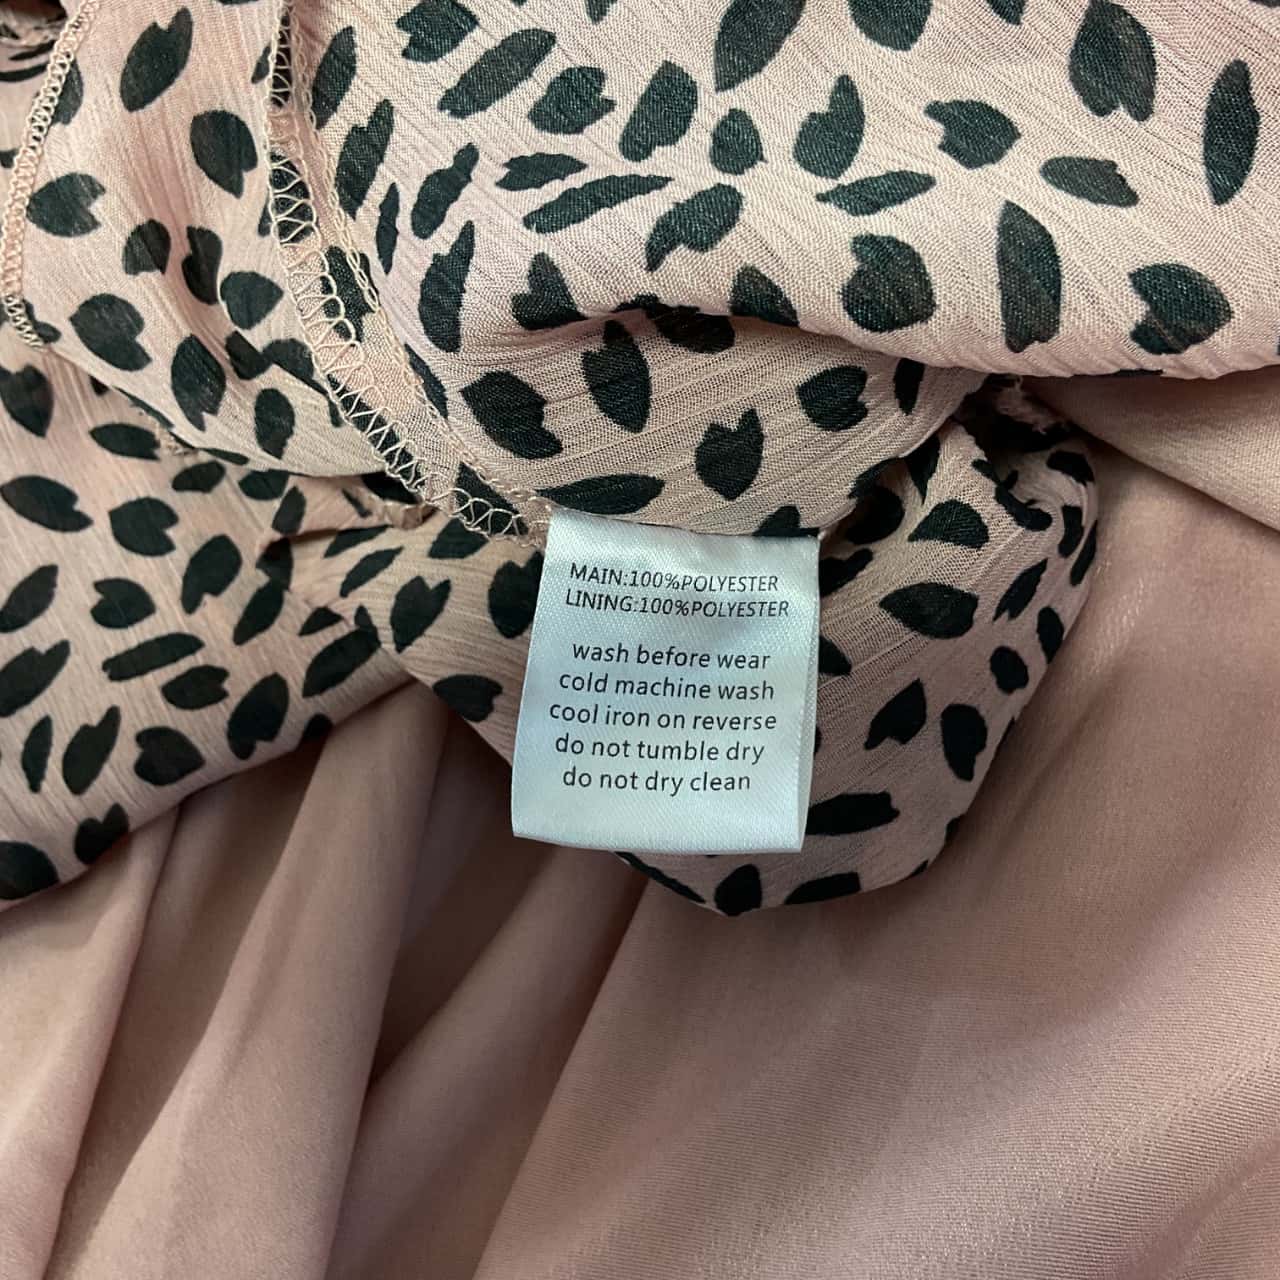 MAIN:100%POLYESTER
LINING:100%POLYESTER
wash before wear
cold machine wash
cool iron on reverse
do not tumble dry
do not dry clean